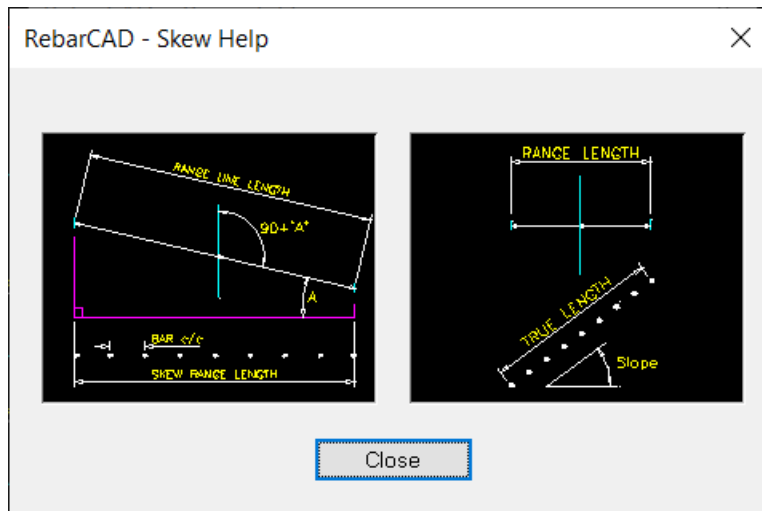 RebarCAD - Skew Help
RANGE LINE LENGTH
90+"A"
A
BAR c/c
SKEW RANGE LENGTH
RANGE LENGTH
TRUE LENGTH
Slope
Close